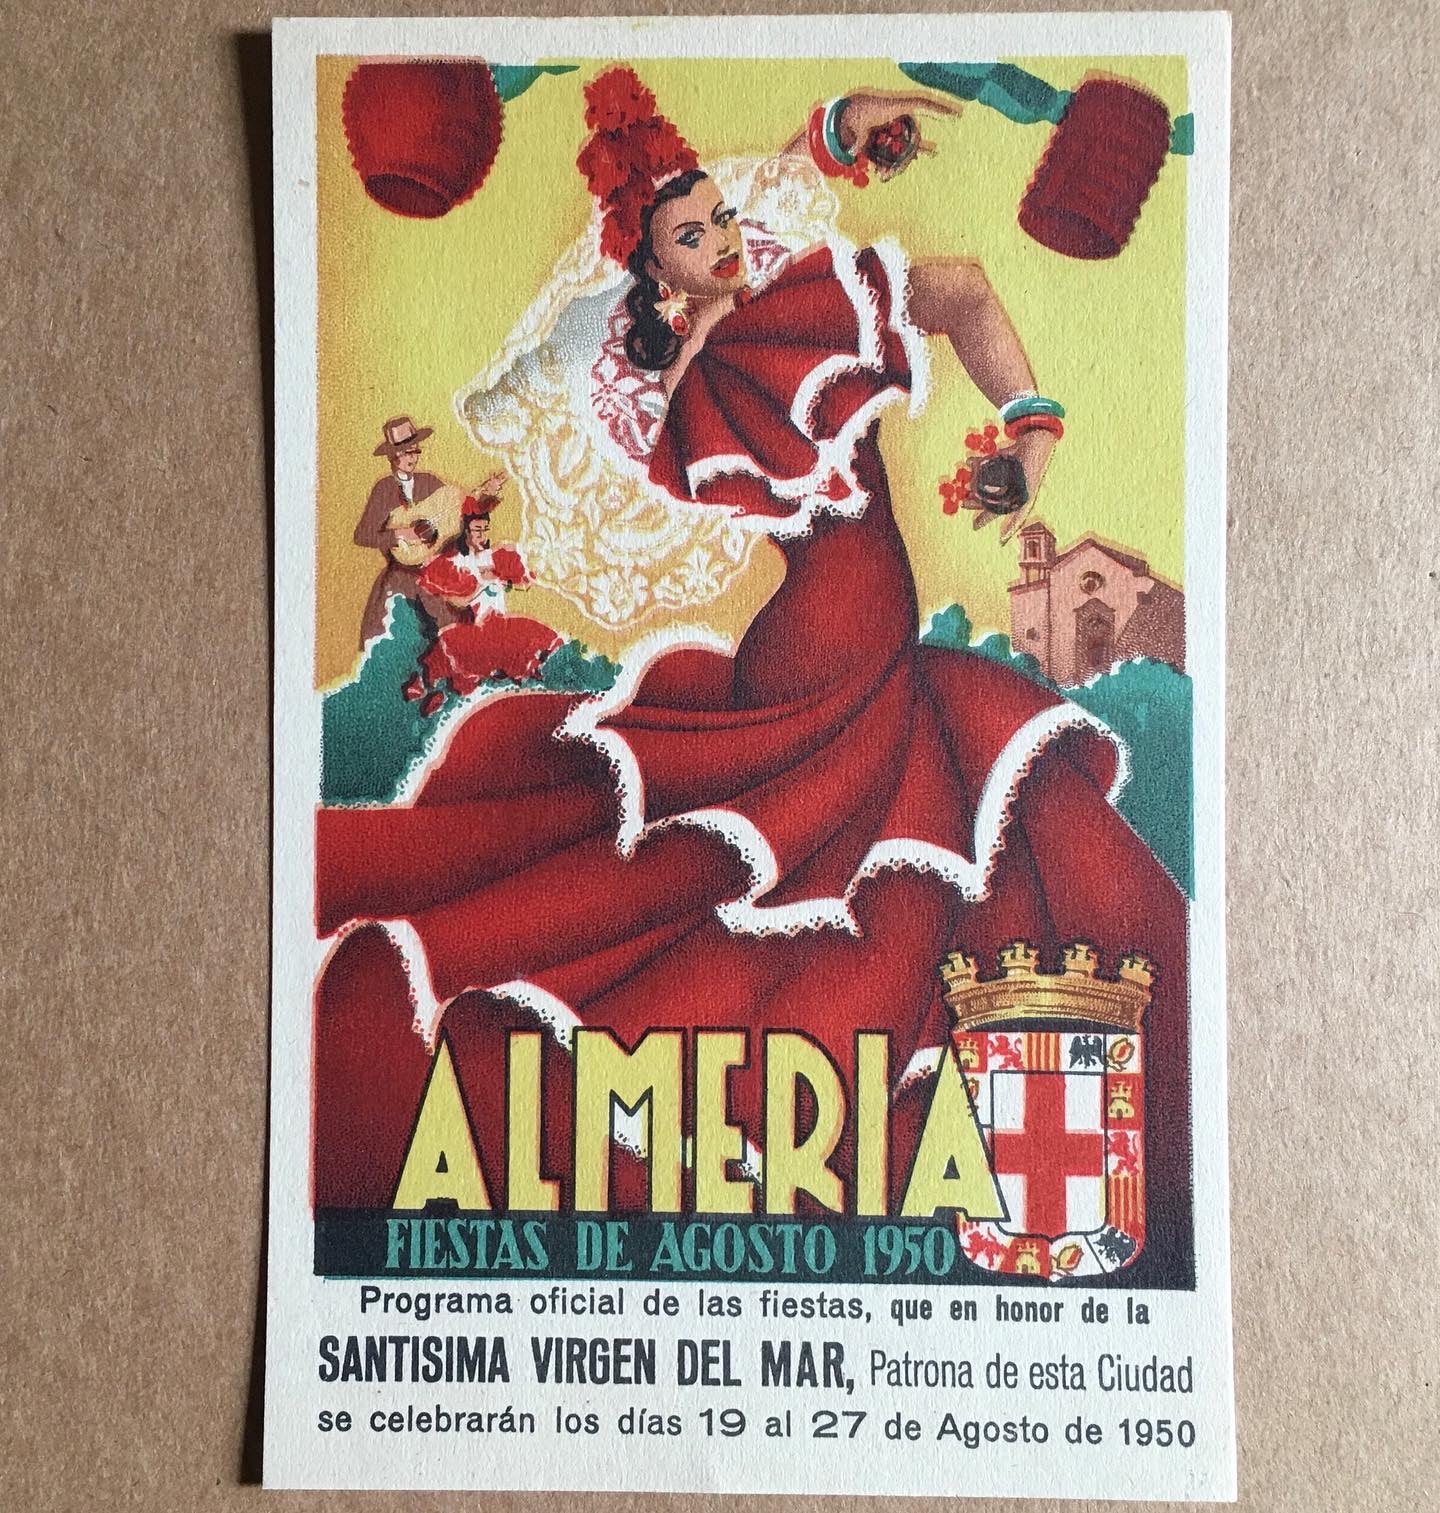 ALMERIA
FIESTAS DE AGOSTO 1950
Programa oficial de las fiestas, que en honor de la
SANTISIMA VIRGEN DEL MAR, Patrona de esta Ciudad
se celebrarán los días 19 al 27 de Agosto de 1950